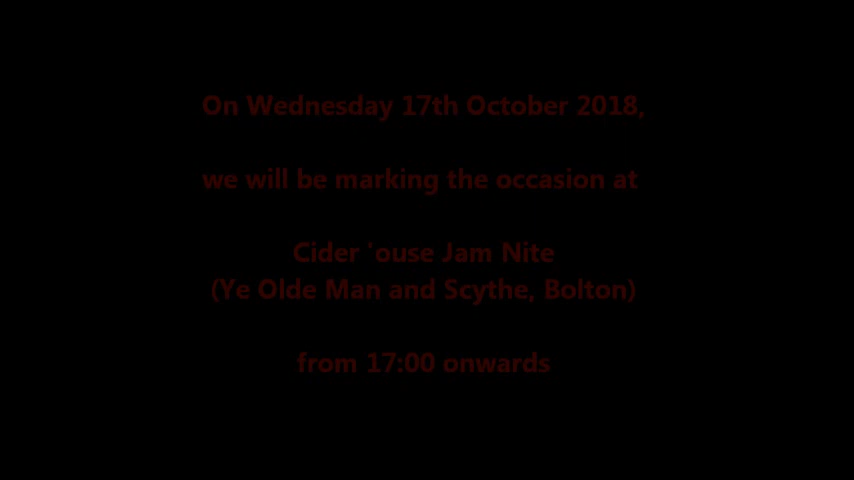 On Wednesday 17th October 2018,
we will be marking the occasion at
Cider 'ouse Jam Nite
(Ye Olde Man and Scythe, Bolton)
from 17:00 onwards